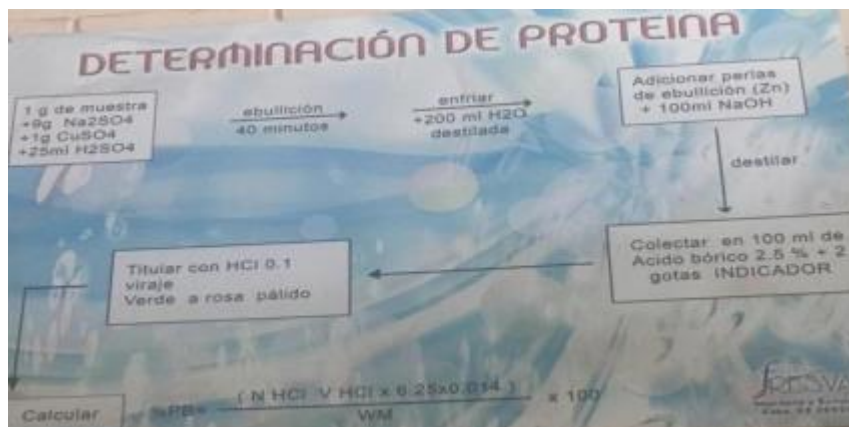 DETERMINACIÓN DE PROTEINA
1 g de muestra
+9g Na2SO4
+1g CuSO4
+25ml H2SO4
ebullición
40 minutos
enfriar
+200 ml H2O
destilada
Adicionar perlas
de ebullición (Zn)
+ 100ml NaOH
destilar
Colectar en 100 ml de
Acido bórico 2.5 % + 2
gotas INDICADOR
Titular con HCl 0.1
viraje
Verde a rosa pálido
Calcular
%PB=
( N HCl V HCl x 6.25x0.014 )
WM
x 100